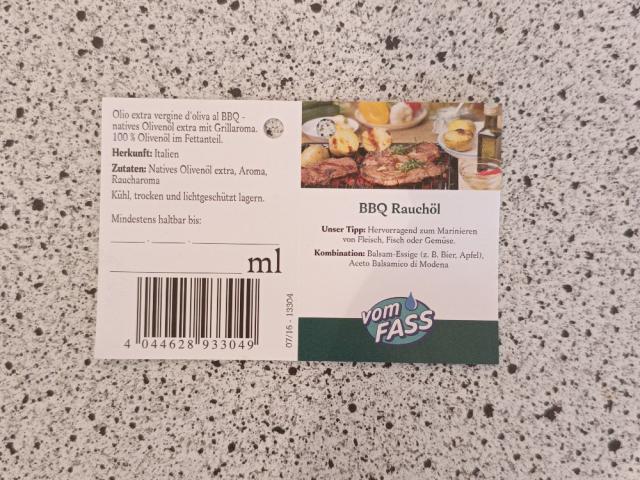 Olio extra vergine d'oliva al BBQ -
natives Olivenöl extra mit Grillaroma.
100 % Olivenöl im Fettanteil.
Herkunft: Italien
Zutaten: Natives Olivenöl extra, Aroma,
Raucharoma
Kühl, trocken und lichtgeschützt lagern.
Mindestens haltbar bis:
ml
4 044628 933049
07/16 - 13304
BBQ Rauchöl
Unser Tipp: Hervorragend zum Marinieren
von Fleisch, Fisch oder Gemüse.
Kombination: Balsam-Essige (z. B. Bier, Apfel),
Aceto Balsamico di Modena
vom
FASS